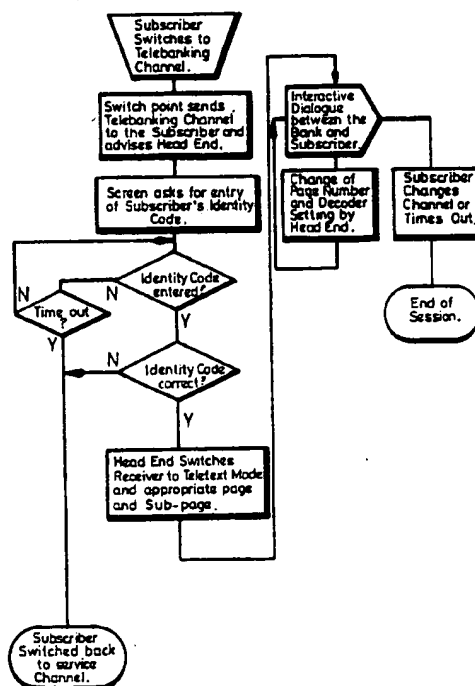 Subscriber
Switches to
Telebanking
Channel.
Switch point sends
Telebanking Channel
to the Subscriber and
advises Head End.
Screen asks for entry
of Subscriber's Identity
Code.
N
Identity Code
entered?
N
Time out
?
Y
Y
N
Identity Code
correct?
Y
Head End Switches
Receiver to Teletext Mode
and appropriate page
and Sub-page.
Subscriber
Switched back
to service
Channel.
Interactive
Dialogue
between the
Bank and
Subscriber.
Change of
Page Number
and Decoder
Setting by
Head End.
Subscriber
Changes
Channel or
Times Out.
End of
Session.